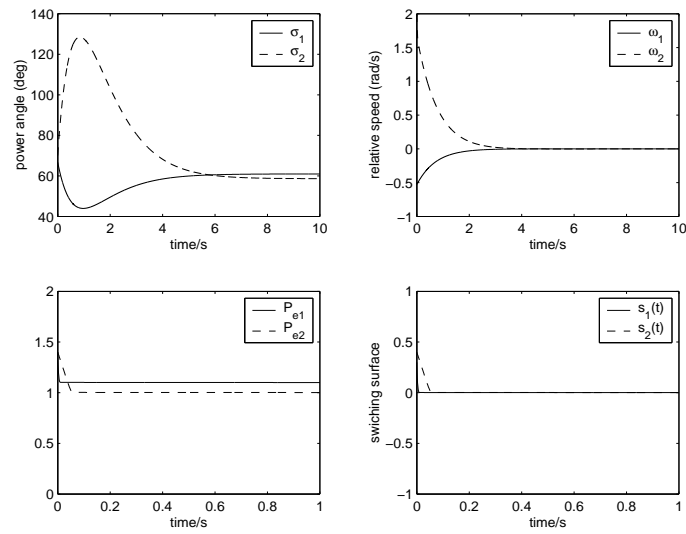 140
120
100
80
60
40
power angle (deg)
0 2 4 6 8 10
time/s
σ1
σ2
2
1.5
1
0.5
0
−0.5
−1
relative speed (rad/s)
0 2 4 6 8 10
time/s
ω1
ω2
2
1.5
1
0.5
0
0 0.2 0.4 0.6 0.8 1
time/s
Pe1
Pe2
1
0.5
0
−0.5
−1
swiching surface
0 0.2 0.4 0.6 0.8 1
time/s
s1(t)
s2(t)